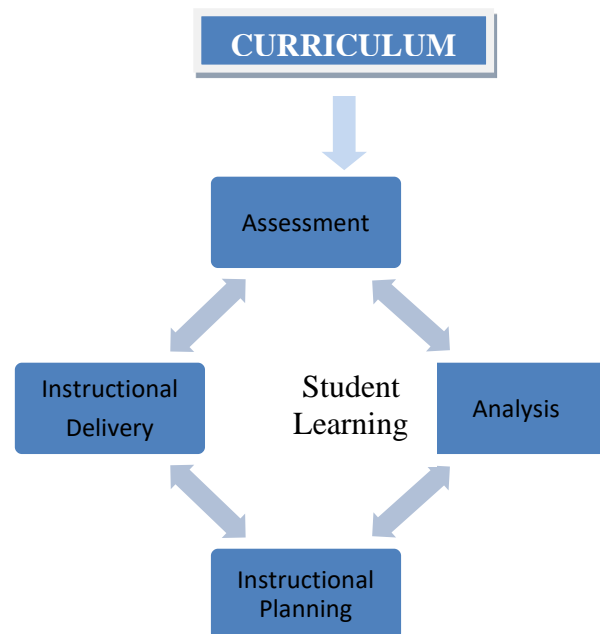 CURRICULUM
Assessment
Instructional
Delivery
Student
Learning
Analysis
Instructional
Planning